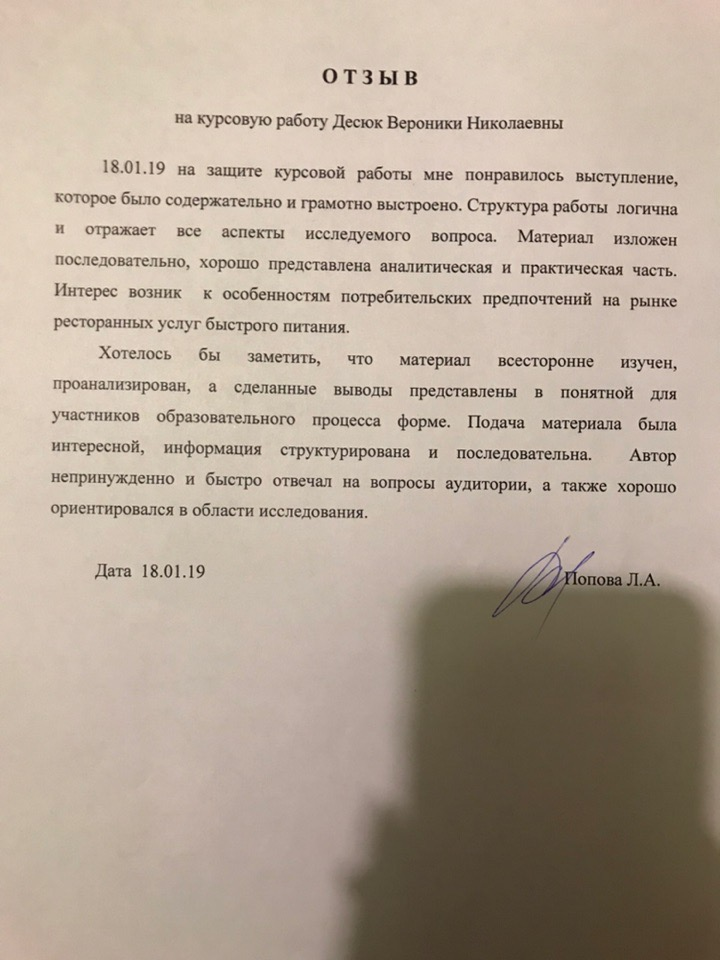 О Т З Ы В
на курсовую работу Десюк Вероники Николаевны
18.01.19 на защите курсовой работы мне понравилось выступление,
которое было содержательно и грамотно выстроено. Структура работы логична
и отражает все аспекты исследуемого вопроса. Материал изложен
последовательно, хорошо представлена аналитическая и практическая часть.
Интерес возник к особенностям потребительских предпочтений на рынке
ресторанных услуг быстрого питания.
Хотелось бы заметить, что материал всесторонне изучен,
проанализирован, а сделанные выводы представлены в понятной для
участников образовательного процесса форме. Подача материала была
интересной, информация структурирована и последовательна. Автор
непринужденно и быстро отвечал на вопросы аудитории, а также хорошо
ориентировался в области исследования.
Дата 18.01.19 Попова Л.А.